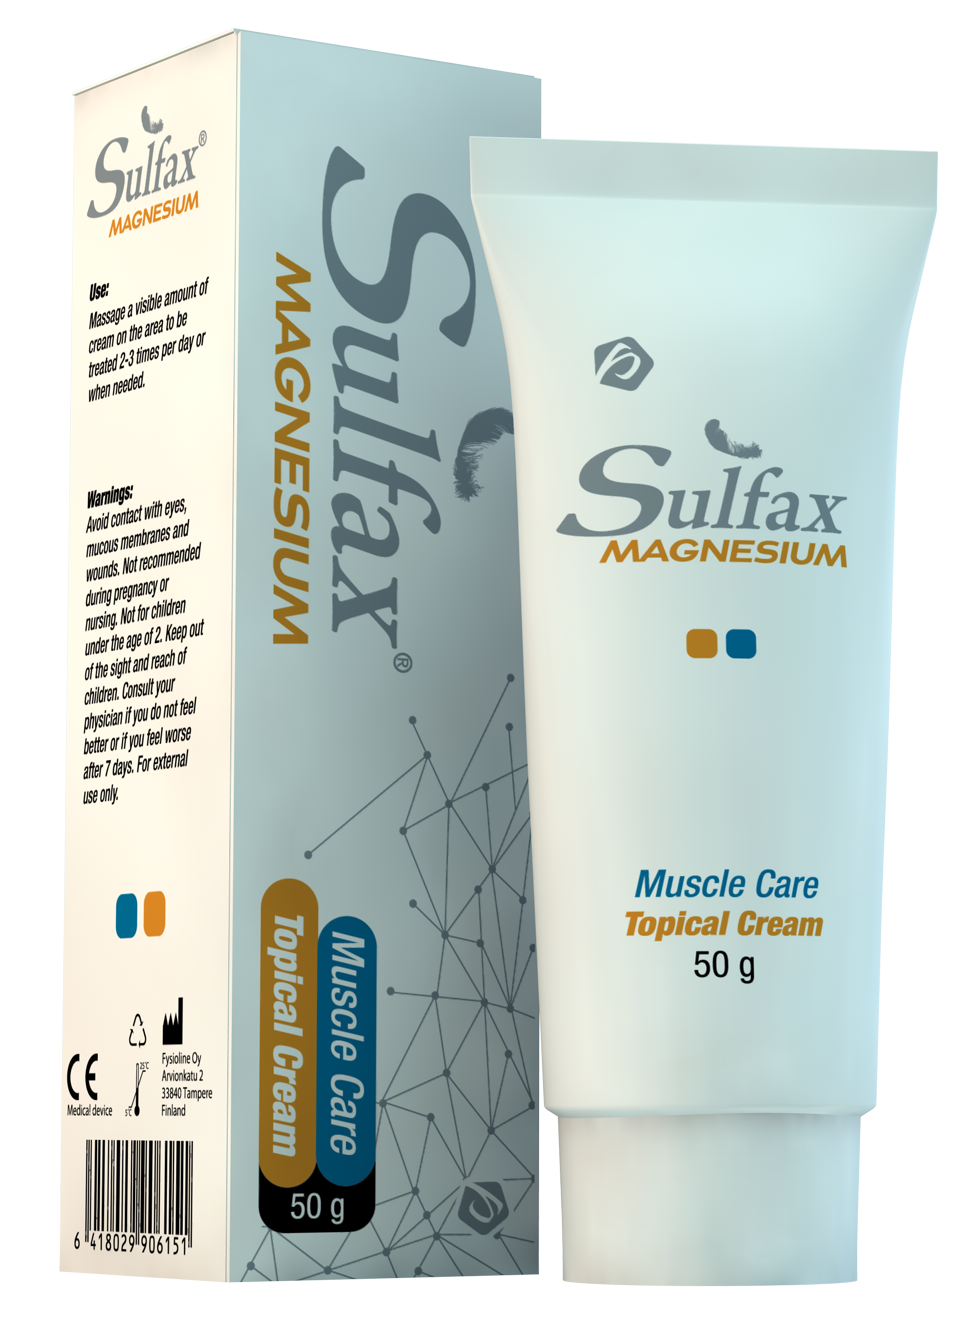 Sulfax®
MAGNESIUM
Use:
Massage a visible amount of
cream on the area to be
treated 2-3 times per day or
when needed.
Warnings:
Avoid contact with eyes,
mucous membranes and
wounds. Not recommended
during pregnancy or
nursing. Not for children
under the age of 2. Keep out
of the sight and reach of
children. Consult your
physician if you do not feel
better or if you feel worse
after 7 days. For external
use only.
CE
Medical device
25°C
5°C
Fysioline Oy
Arvionkatu 2
33840 Tampere
Finland
6 418029 906151
Sulfax®
MAGNESIUM
Muscle Care
Topical Cream
50 g
Sulfax
MAGNESIUM
Muscle Care
Topical Cream
50 g